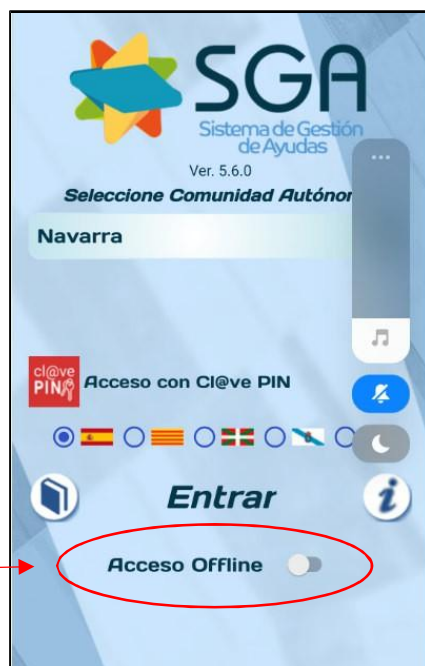 SGA
Sistema de Gestión
de Ayudas
Ver. 5.6.0
Seleccione Comunidad Autónor
Navarra
cl@ve
PIN
Acceso con Cl@ve PIN
Entrar
i
Acceso Offline